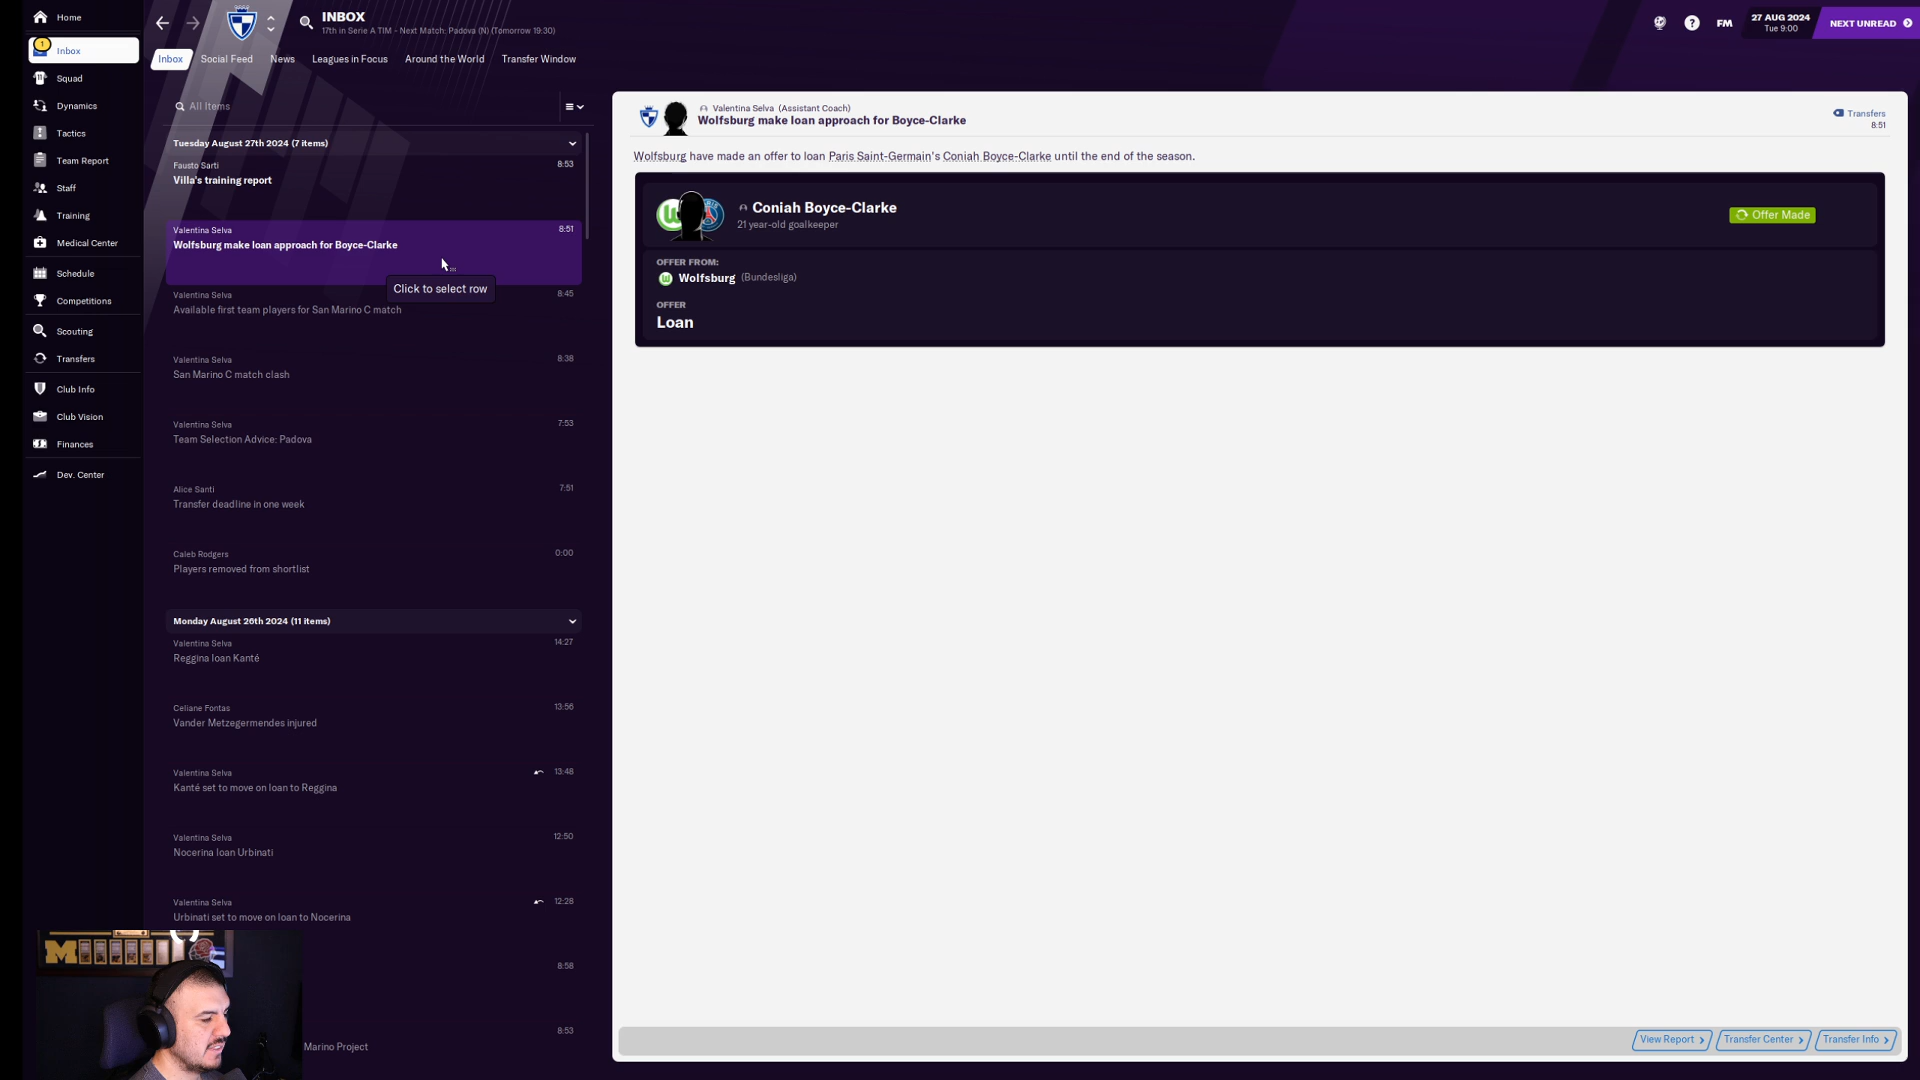 Home
1
Inbox
Squad
Dynamics
Tactics
Team Report
Staff
Training
Medical Center
Schedule
Competitions
Scouting
Transfers
Club Info
Club Vision
Finances
Dev. Center
INBOX
17th in Serie A TIM - Next Match: Padova (N) (Tomorrow 19:30)
FM
27 AUG 2024
Tue 9:00
NEXT UNREAD
Inbox
Social Feed
News
Leagues in Focus
Around the World
Transfer Window
All Items
Tuesday August 27th 2024 (7 items)
Fausto Sarti 8:53
Villa's training report
Valentina Selva 8:51
Wolfsburg make loan approach for Boyce-Clarke
Click to select row
Valentina Selva 8:45
Available first team players for San Marino C match
Valentina Selva 8:38
San Marino C match clash
Valentina Selva 7:53
Team Selection Advice: Padova
Alice Santi 7:51
Transfer deadline in one week
Caleb Rodgers 0:00
Players removed from shortlist
Monday August 26th 2024 (11 items)
Valentina Selva 14:27
Reggina loan Kanté
Celiane Fontas 13:56
Vander Metzegermendes injured
Valentina Selva 13:48
Kanté set to move on loan to Reggina
Valentina Selva 12:50
Nocerina loan Urbinati
Valentina Selva 12:28
Urbinati set to move on loan to Nocerina
8:58
8:53
Marino Project
M
Valentina Selva (Assistant Coach)
Wolfsburg make loan approach for Boyce-Clarke
Transfers
8:51
Wolfsburg have made an offer to loan Paris Saint-Germain's Coniah Boyce-Clarke until the end of the season.
Coniah Boyce-Clarke
21 year-old goalkeeper
Offer Made
OFFER FROM:
Wolfsburg (Bundesliga)
OFFER
Loan
View Report
Transfer Center
Transfer Info